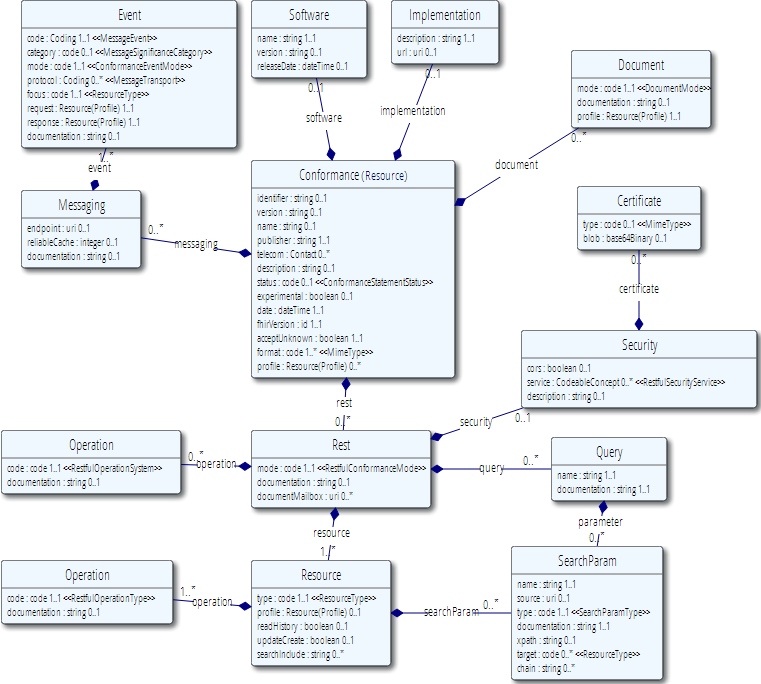 Event
code : Coding 1..1 <<MessageEvent>>
category : code 0..1 <<MessageSignificanceCategory>>
mode : code 1..1 <<ConformanceEventMode>>
protocol : Coding 0..* <<MessageTransport>>
focus : code 1..1 <<ResourceType>>
request : Resource(Profile) 1..1
response : Resource(Profile) 1..1
documentation : string 0..1
Software
name : string 1..1
version : string 0..1
releaseDate : dateTime 0..1
Implementation
description : string 1..1
url : uri 0..1
Document
mode : code 1..1 <<DocumentMode>>
documentation : string 0..1
profile : Resource(Profile) 1..1
0..1
software
0..1
implementation
0..*
document
1..*
event
Messaging
endpoint : uri 0..1
reliableCache : integer 0..1
documentation : string 0..1
0..*
messaging
Conformance (Resource)
identifier : string 0..1
version : string 0..1
name : string 0..1
publisher : string 1..1
telecom : Contact 0..*
description : string 0..1
status : code 0..1 <<ConformanceStatementStatus>>
experimental : boolean 0..1
date : dateTime 1..1
fhirVersion : id 1..1
acceptUnknown : boolean 1..1
format : code 1..* <<MimeType>>
profile : Resource(Profile) 0..*
Certificate
type : code 0..1 <<MimeType>>
blob : base64Binary 0..1
0..*
certificate
Security
cors : boolean 0..1
service : CodeableConcept 0..* <<RestfulSecurityService>>
description : string 0..1
rest
0..*
security
0..1
Operation
code : code 1..1 <<RestfulOperationSystem>>
documentation : string 0..1
0..*
operation
Rest
mode : code 1..1 <<RestfulConformanceMode>>
documentation : string 0..1
documentMailbox : uri 0..*
query
0..*
Query
name : string 1..1
documentation : string 1..1
resource
1..*
parameter
0..*
Operation
code : code 1..1 <<RestfulOperationType>>
documentation : string 0..1
1..*
operation
Resource
type : code 1..1 <<ResourceType>>
profile : Resource(Profile) 0..1
readHistory : boolean 0..1
updateCreate : boolean 0..1
searchInclude : string 0..*
searchParam
0..*
SearchParam
name : string 1..1
source : uri 0..1
type : code 1..1 <<SearchParamType>>
documentation : string 1..1
xpath : string 0..1
target : code 0..* <<ResourceType>>
chain : string 0..*